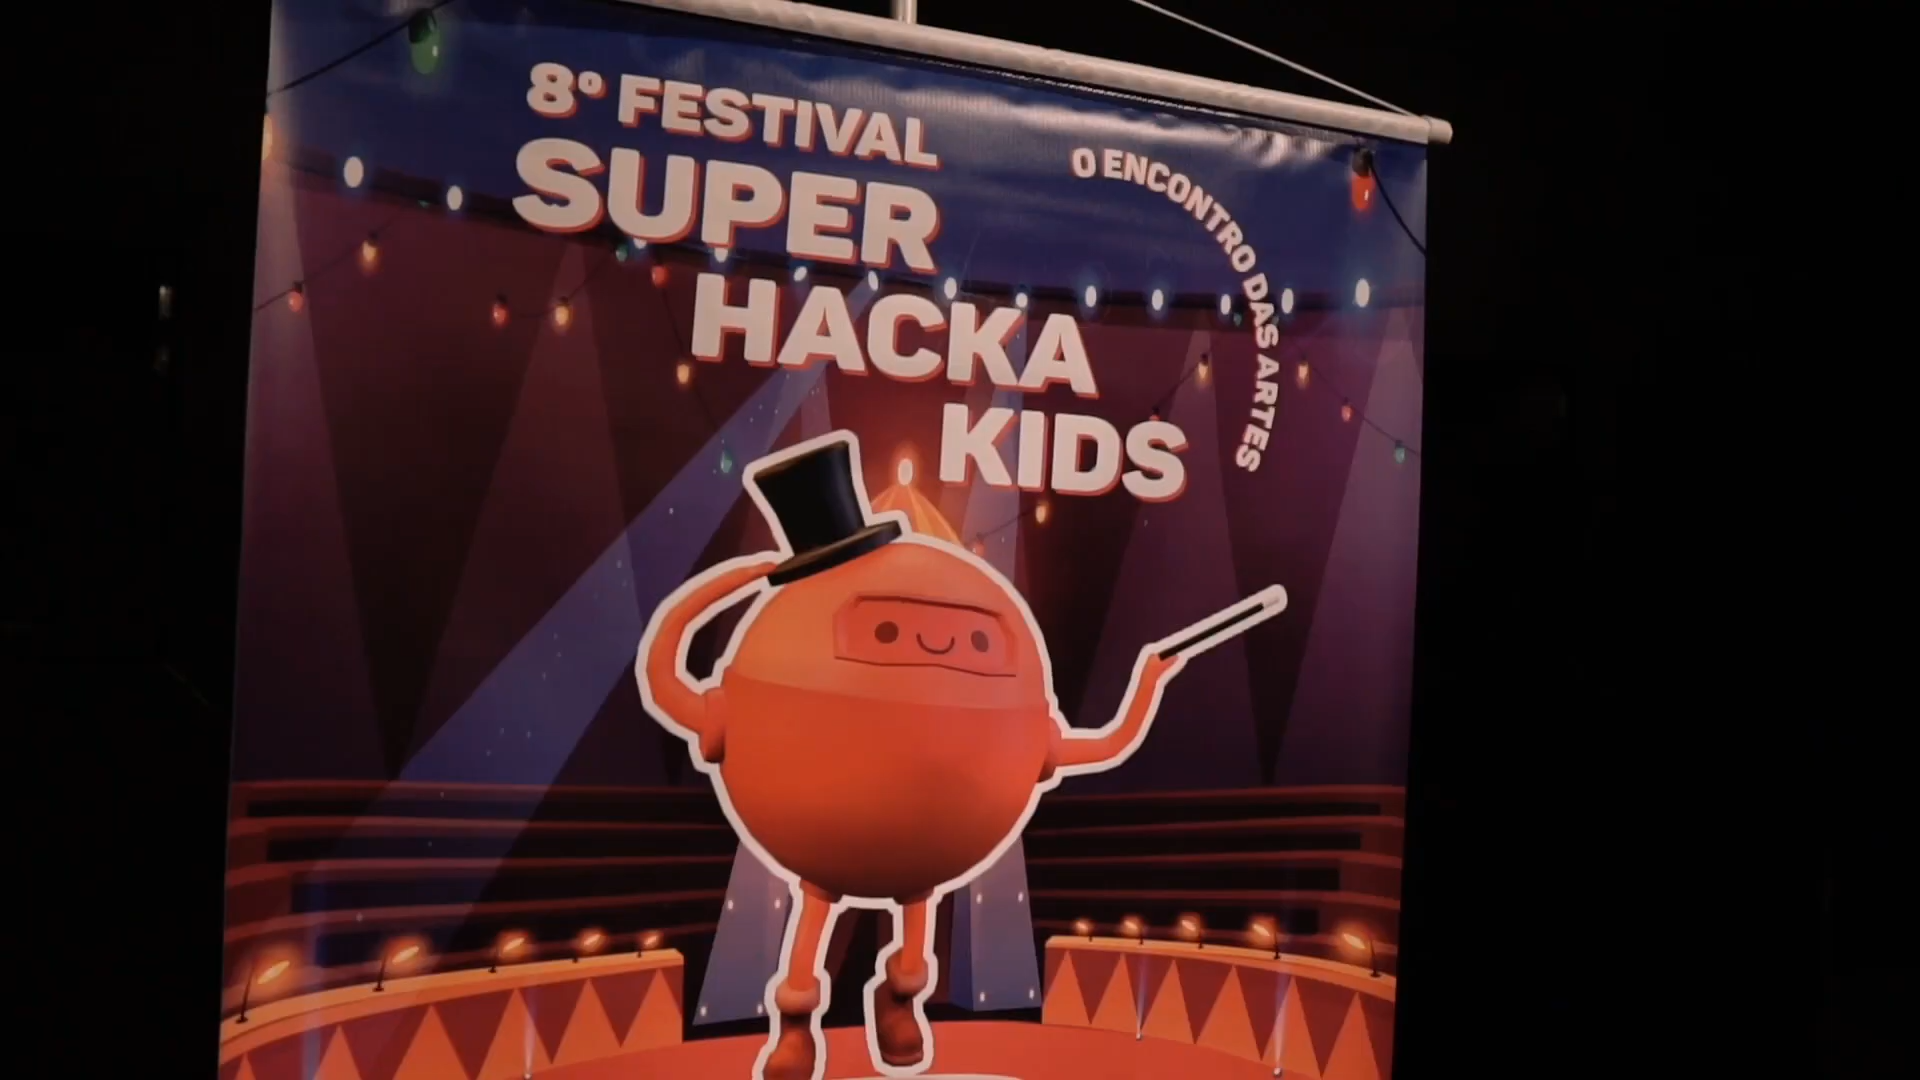 8º FESTIVAL
SUPER
HACKA
KIDS
O ENCONTRO DAS ARTES